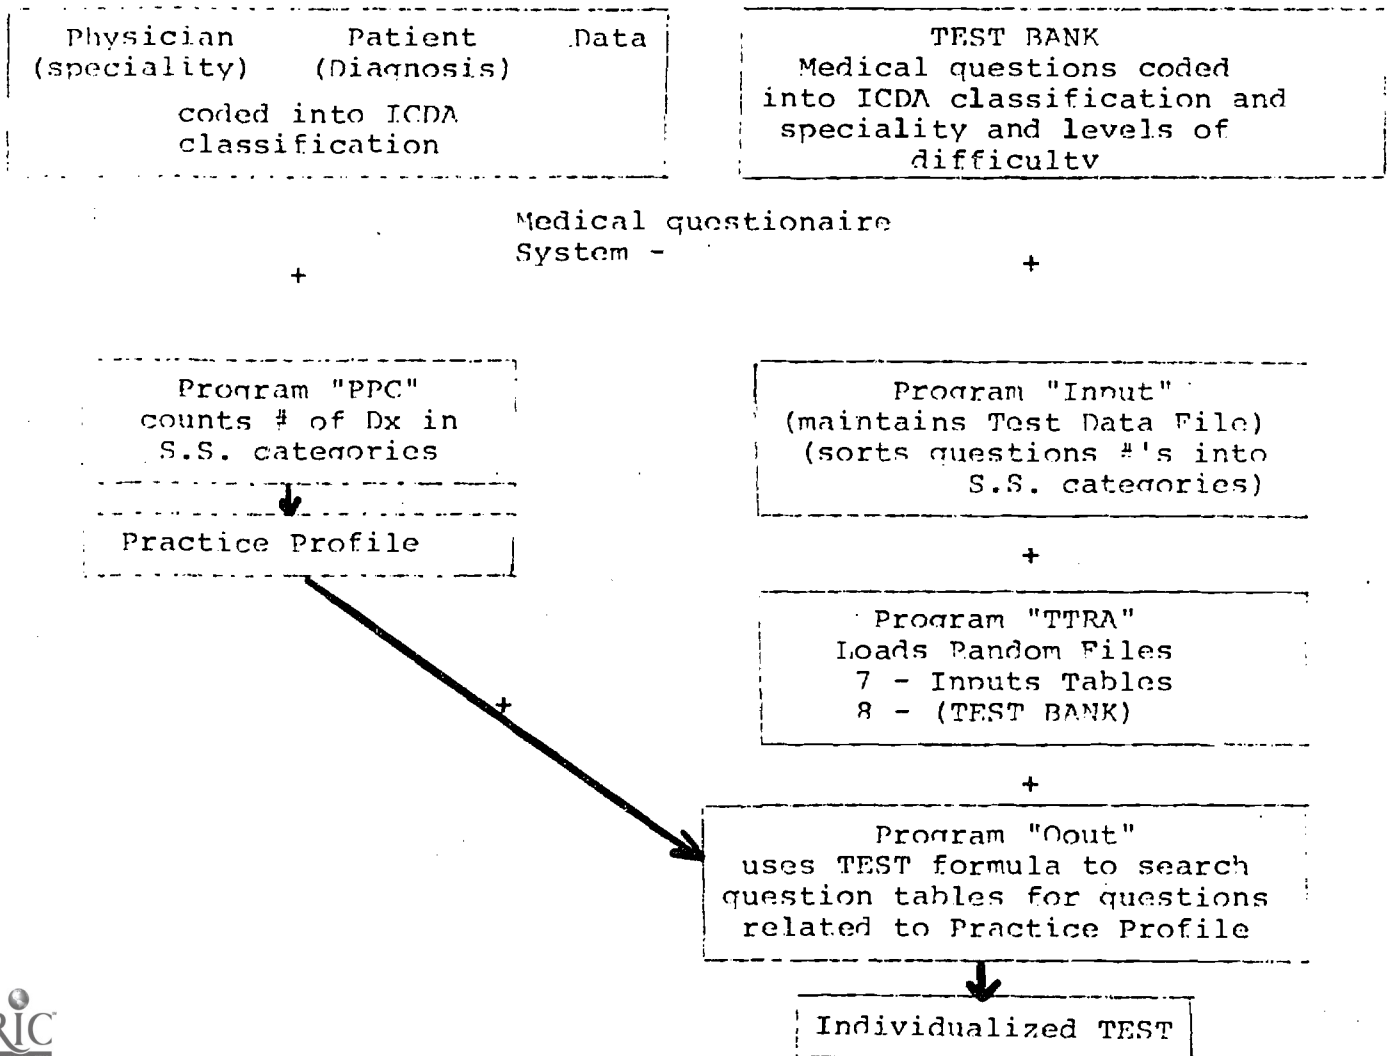 Physician Patient Data
(speciality) (Diagnosis)
coded into ICDA
classification
TEST BANK
Medical questions coded
into ICDA classification and
speciality and levels of
difficulty
Medical questionaire
System -
+
+
Program "PPC"
counts # of Dx in
S.S. categories
Practice Profile
Program "Input"
(maintains Test Data File)
(sorts questions #'s into
S.S. categories)
+
Program "TTRA"
Loads Random Files
7 - Inputs Tables
8 - (TEST BANK)
+
+
Program "Qout"
uses TEST formula to search
question tables for questions
related to Practice Profile
Individualized TEST
RIC